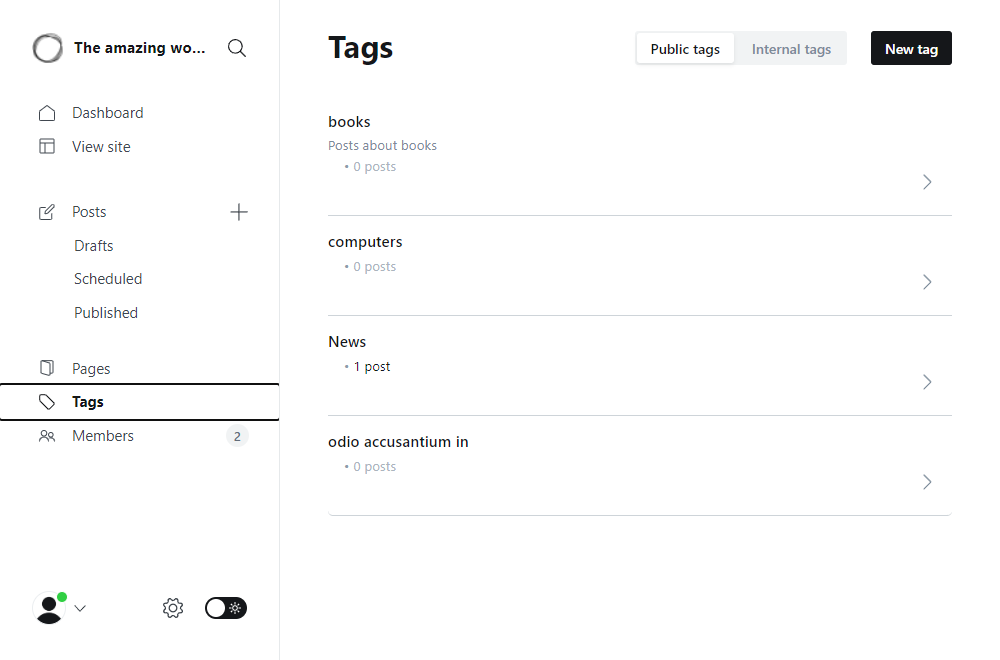 The amazing wo...
Dashboard
View site
Posts
Drafts
Scheduled
Published
Pages
Tags
Members 2
Tags
Public tags Internal tags New tag
books
Posts about books
• 0 posts
computers
• 0 posts
News
• 1 post
odio accusantium in
• 0 posts